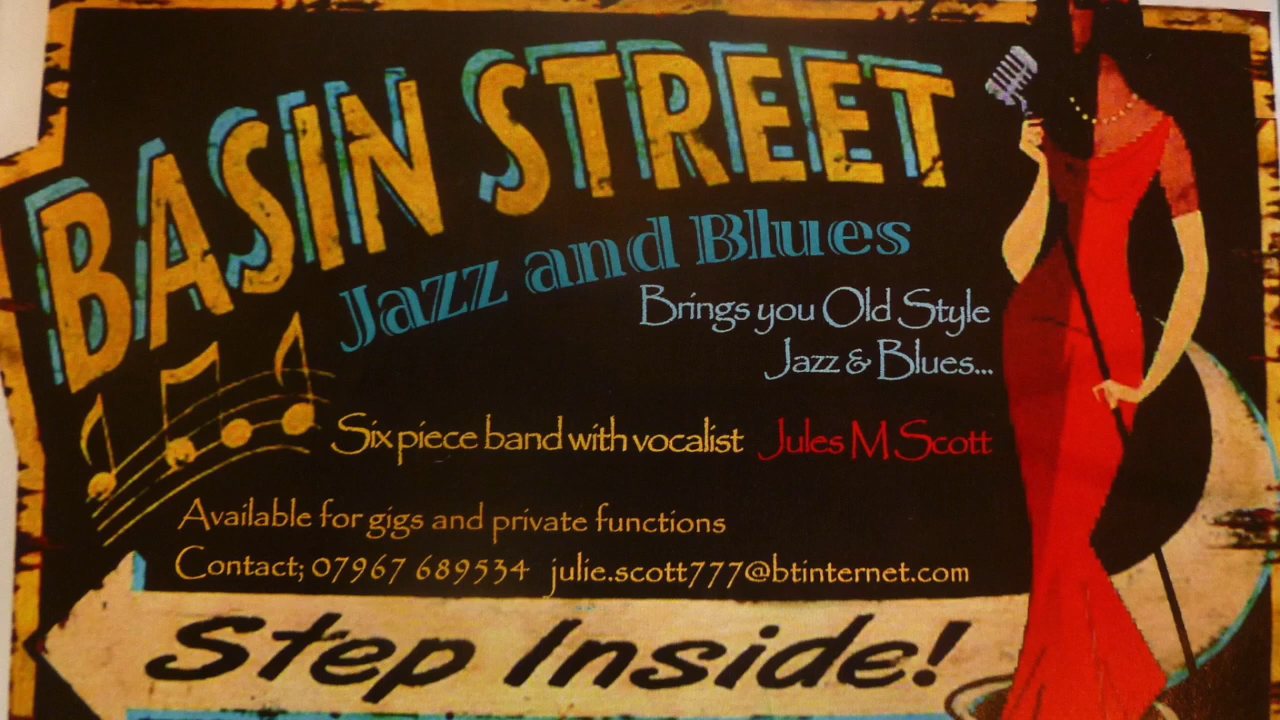 BASIN STREET
Jazz and Blues
Brings you Old Style
Jazz & Blues...
Six piece band with vocalist Jules M Scott
Available for gigs and private functions
Contact; 07967 689534 julie.scott777@btinternet.com
Step Inside!